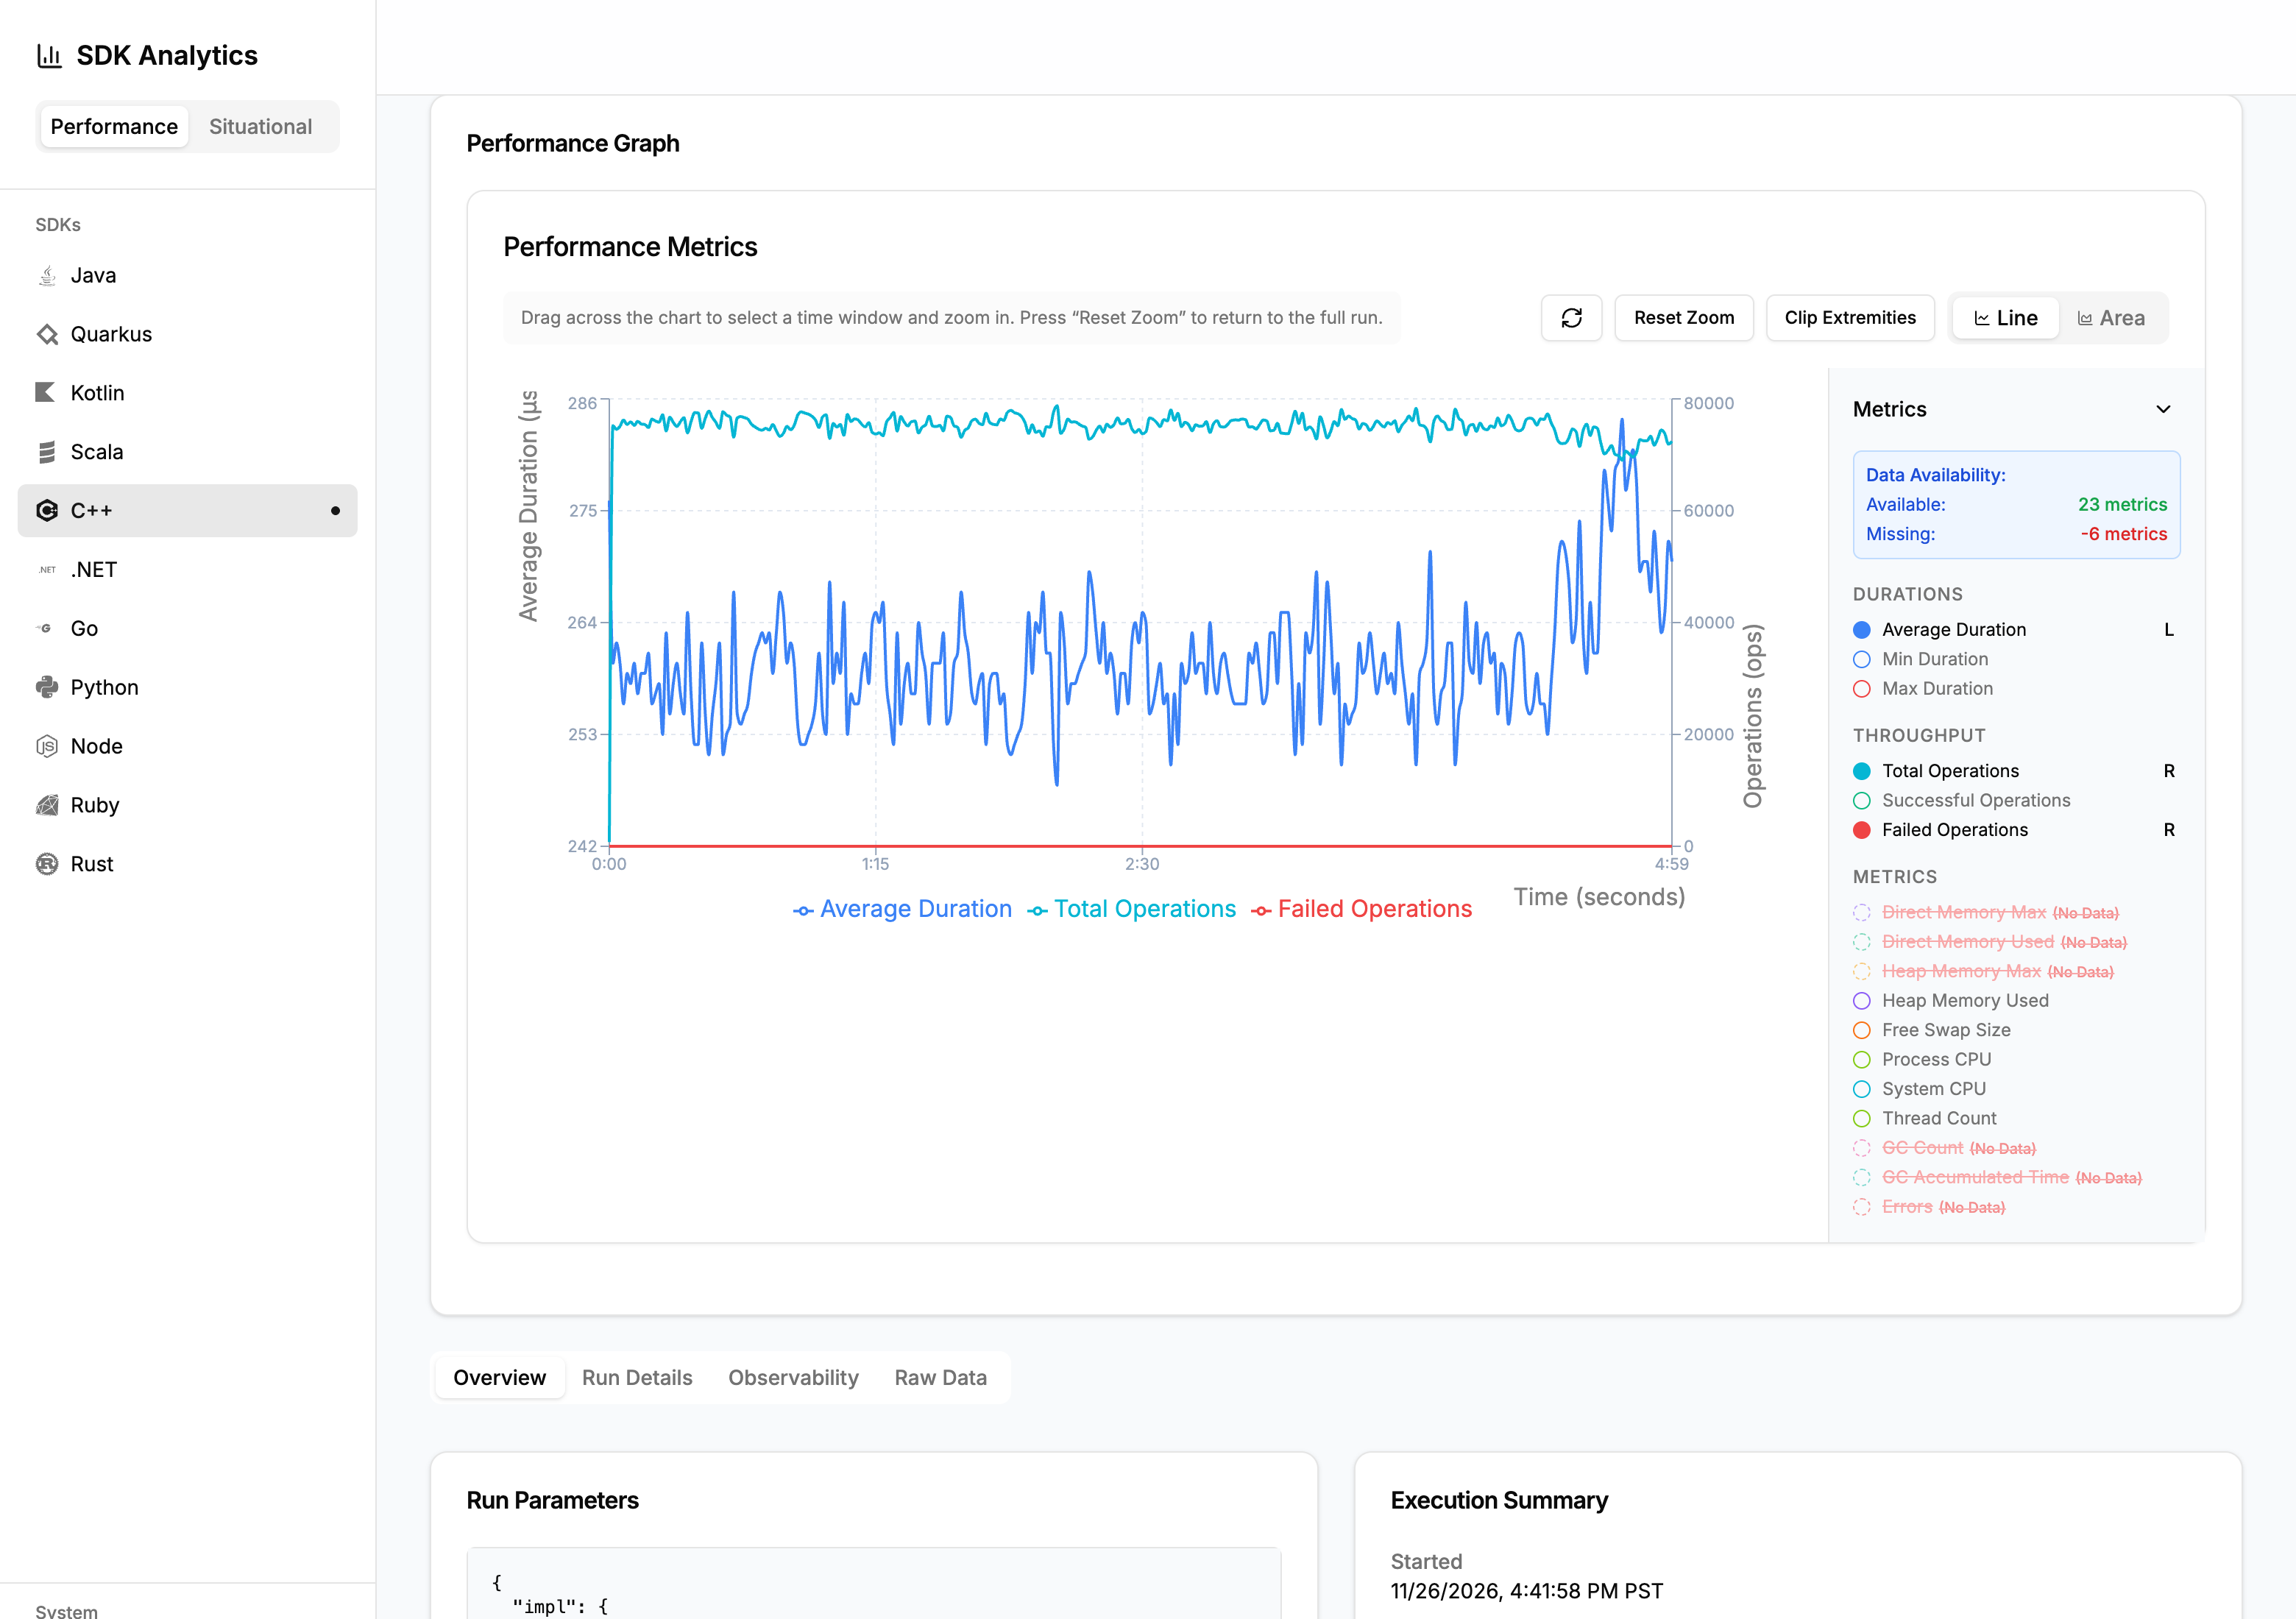 SDK Analytics
Performance
Situational
SDKs
Java
Quarkus
Kotlin
Scala
C++
.NET
.NET
Go
Python
Node
Ruby
Rust
System
Performance Graph
Performance Metrics
Drag across the chart to select a time window and zoom in. Press “Reset Zoom” to return to the full run.
Reset Zoom
Clip Extremities
Line
Area
Average Duration (µs
286
275
264
253
242
80000
60000
40000
20000
0
Operations (ops)
0:00
1:15
2:30
4:59
Time (seconds)
Average Duration
Total Operations
Failed Operations
Metrics
Data Availability:
Available: 23 metrics
Missing: -6 metrics
DURATIONS
Average Duration L
Min Duration
Max Duration
THROUGHPUT
Total Operations R
Successful Operations
Failed Operations R
METRICS
Direct Memory Max (No Data)
Direct Memory Used (No Data)
Heap Memory Max (No Data)
Heap Memory Used
Free Swap Size
Process CPU
System CPU
Thread Count
GC Count (No Data)
GC Accumulated Time (No Data)
Errors (No Data)
Overview
Run Details
Observability
Raw Data
Run Parameters
{
"impl": {
Execution Summary
Started
11/26/2026, 4:41:58 PM PST